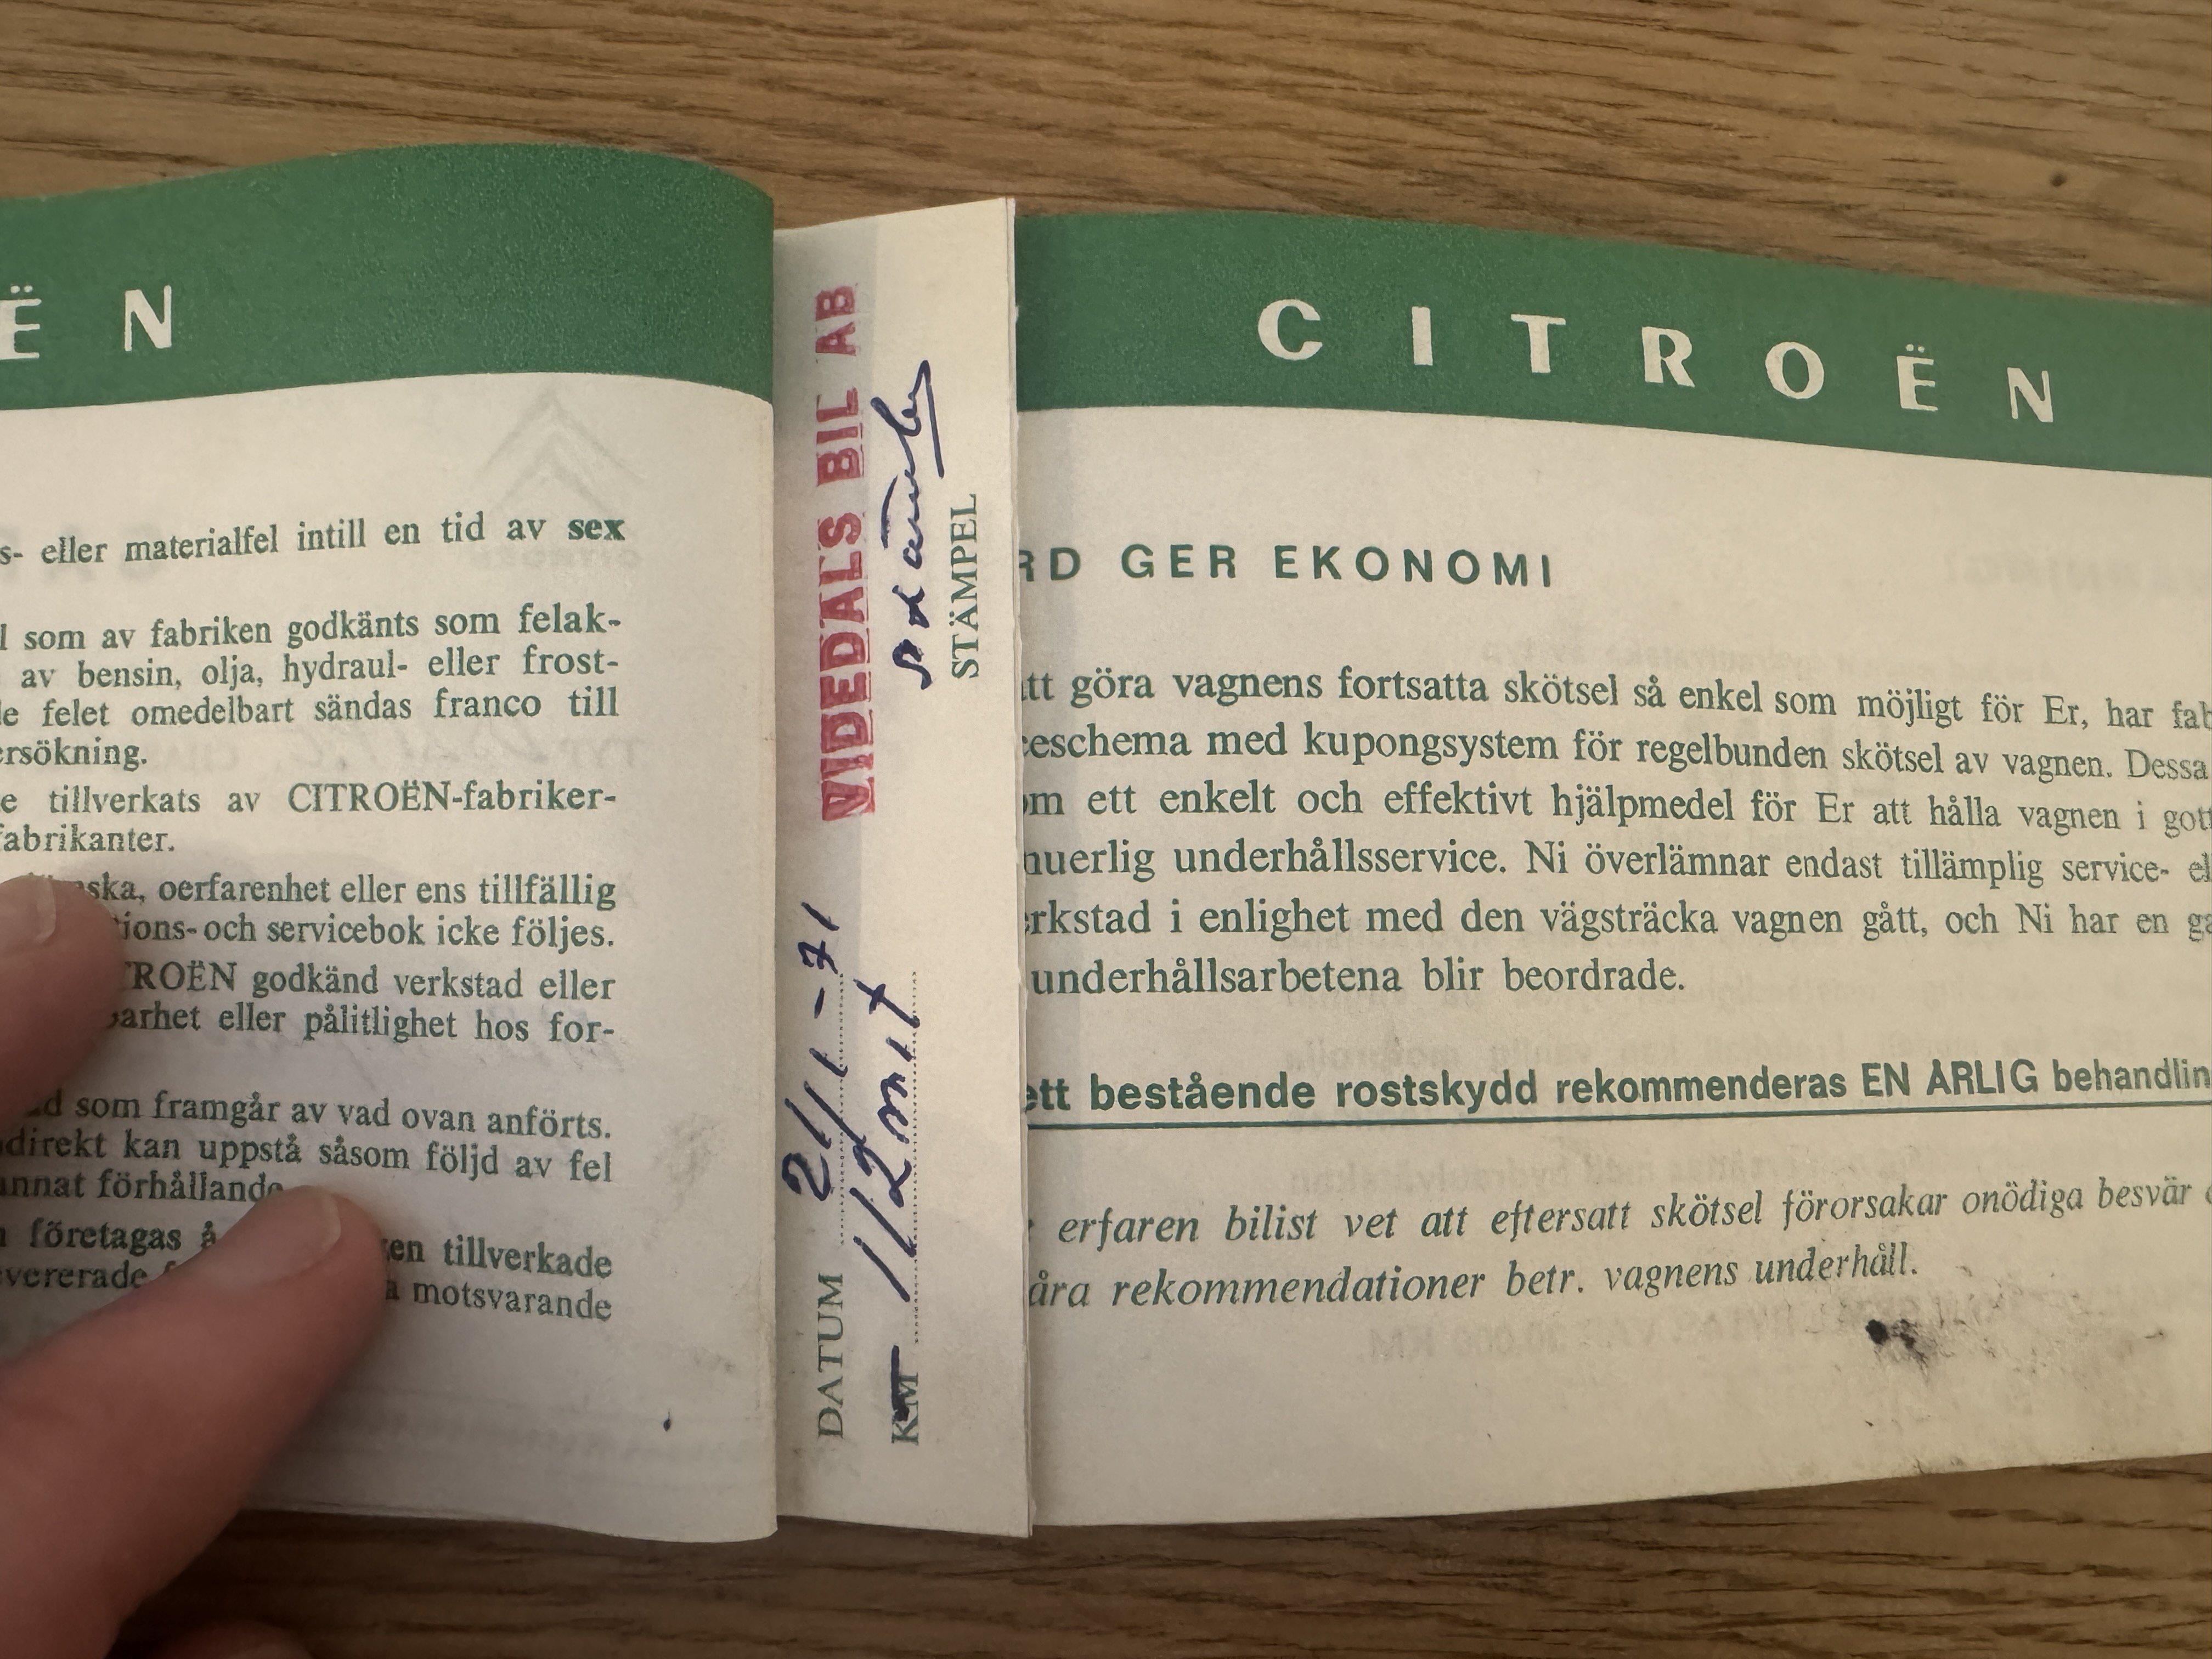 ËN
s- eller materialfel intill en tid av sex
l som av fabriken godkänts som felak-
av bensin, olja, hydraul- eller frost-
le felet omedelbart sändas franco till
ersökning.
e tillverkats av CITROËN-fabriker-
fabrikanter.
ska, oerfarenhet eller ens tillfällig
tions- och servicebok icke följes.
TROËN godkänd verkstad eller
barhet eller pålitlighet hos for-
d som framgår av vad ovan anförts.
direkt kan uppstå såsom följd av fel
annat förhållande
företagas å en tillverkade
vererade a motsvarande
VIDEDALS BIL AB
STÄMPEL
DATUM 2/11-71
KM
CITROËN
RD GER EKONOMI
tt göra vagnens fortsatta skötsel så enkel som möjligt för Er, har fab
eschema med kupongsystem för regelbunden skötsel av vagnen. Dessa
om ett enkelt och effektivt hjälpmedel för Er att hålla vagnen i gott
nuerlig underhållsservice. Ni överlämnar endast tillämplig service- el
rkstad i enlighet med den vägsträcka vagnen gått, och Ni har en ga
underhållsarbetena blir beordrade.
ett bestående rostskydd rekommenderas EN ÅRLIG behandlin
erfaren bilist vet att eftersatt skötsel förorsakar onödiga besvär
åra rekommendationer betr. vagnens underhåll.